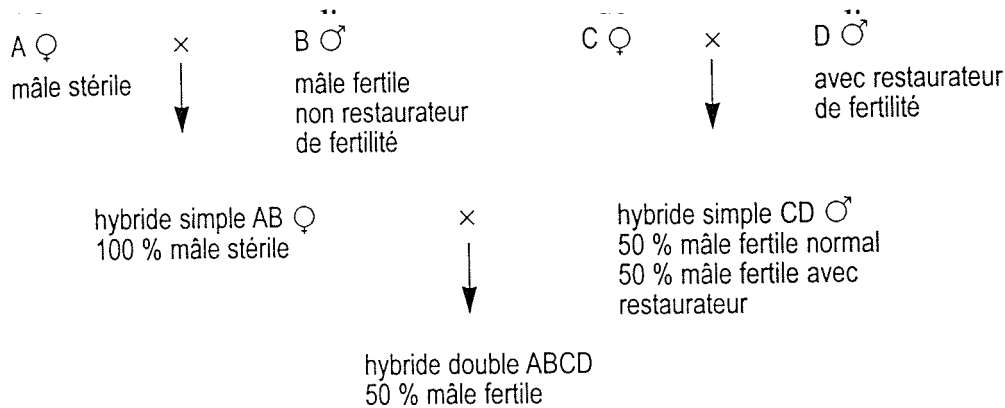 A ♀ × B ♂ C ♀ × D ♂
mâle stérile
mâle fertile
non restaurateur
de fertilité
avec restaurateur
de fertilité
hybride simple AB ♀
100 % mâle stérile
×
hybride simple CD ♂
50 % mâle fertile normal
50 % mâle fertile avec
restaurateur
hybride double ABCD
50 % mâle fertile